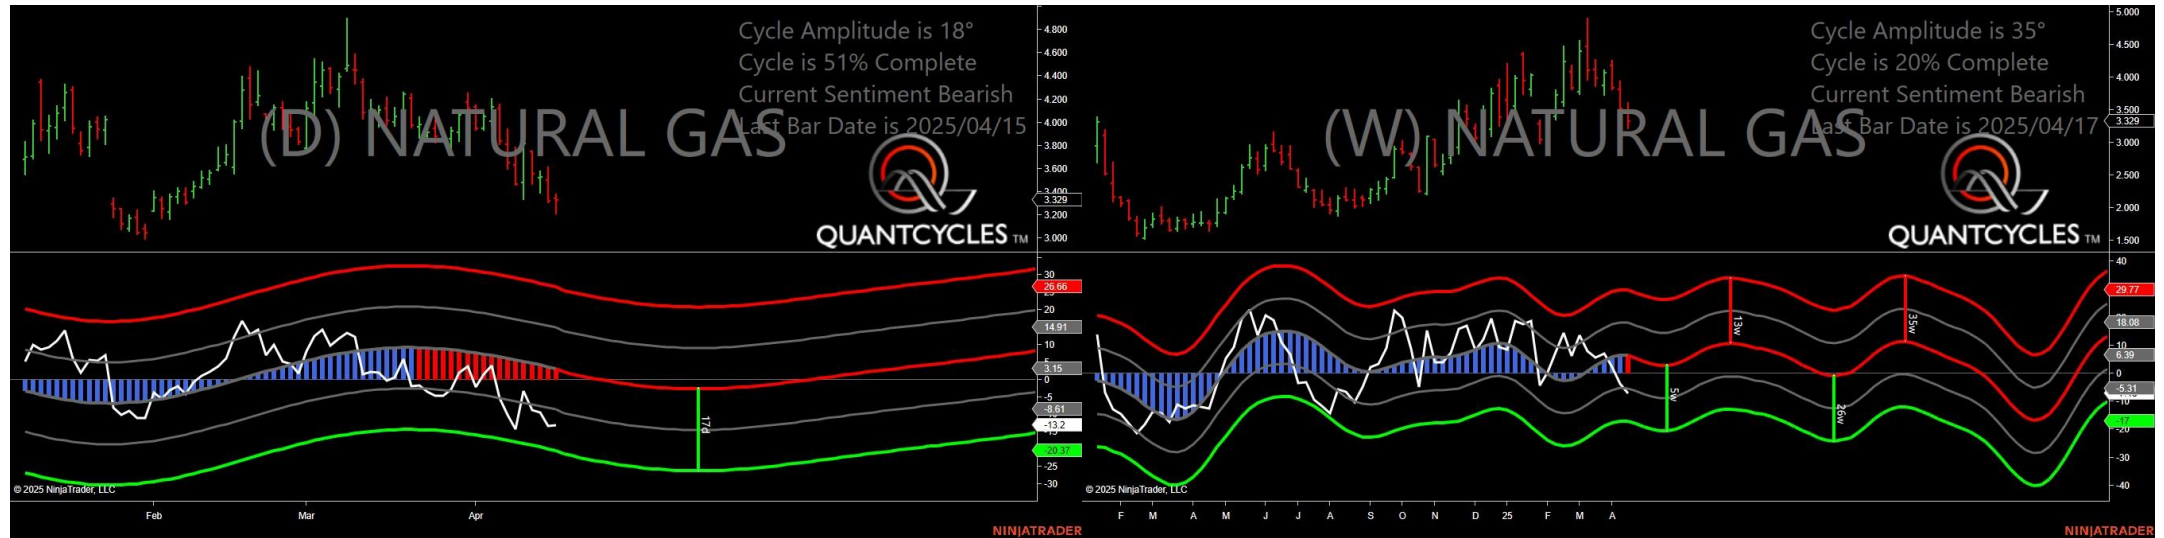 Cycle Amplitude is 18°
Cycle is 51% Complete
Current Sentiment Bearish
Last Bar Date is 2025/04/15
(D) NATURAL GAS
QUANTCYCLES TM
4.800
4.600
4.400
4.200
4.000
3.800
3.600
3.400
3.329
3.200
3.000
30
26.66
20
14.91
10
3.15
0
-5
-8.61
-13.2
-20.37
-25
-30
17d
© 2025 NinjaTrader, LLC
Feb Mar Apr
NINJATRADER
Cycle Amplitude is 35°
Cycle is 20% Complete
Current Sentiment Bearish
Last Bar Date is 2025/04/17
(W) NATURAL GAS
QUANTCYCLES TM
5.000
4.500
4.000
3.500
3.329
3.000
2.500
2.000
1.500
40
29.77
18.08
10
6.39
0
-5.31
-10
-17
-20
-30
-40
13w
35w
5w
26w
© 2025 NinjaTrader, LLC
F M A M J J A S O N D 25 F M A
NINJATRADER